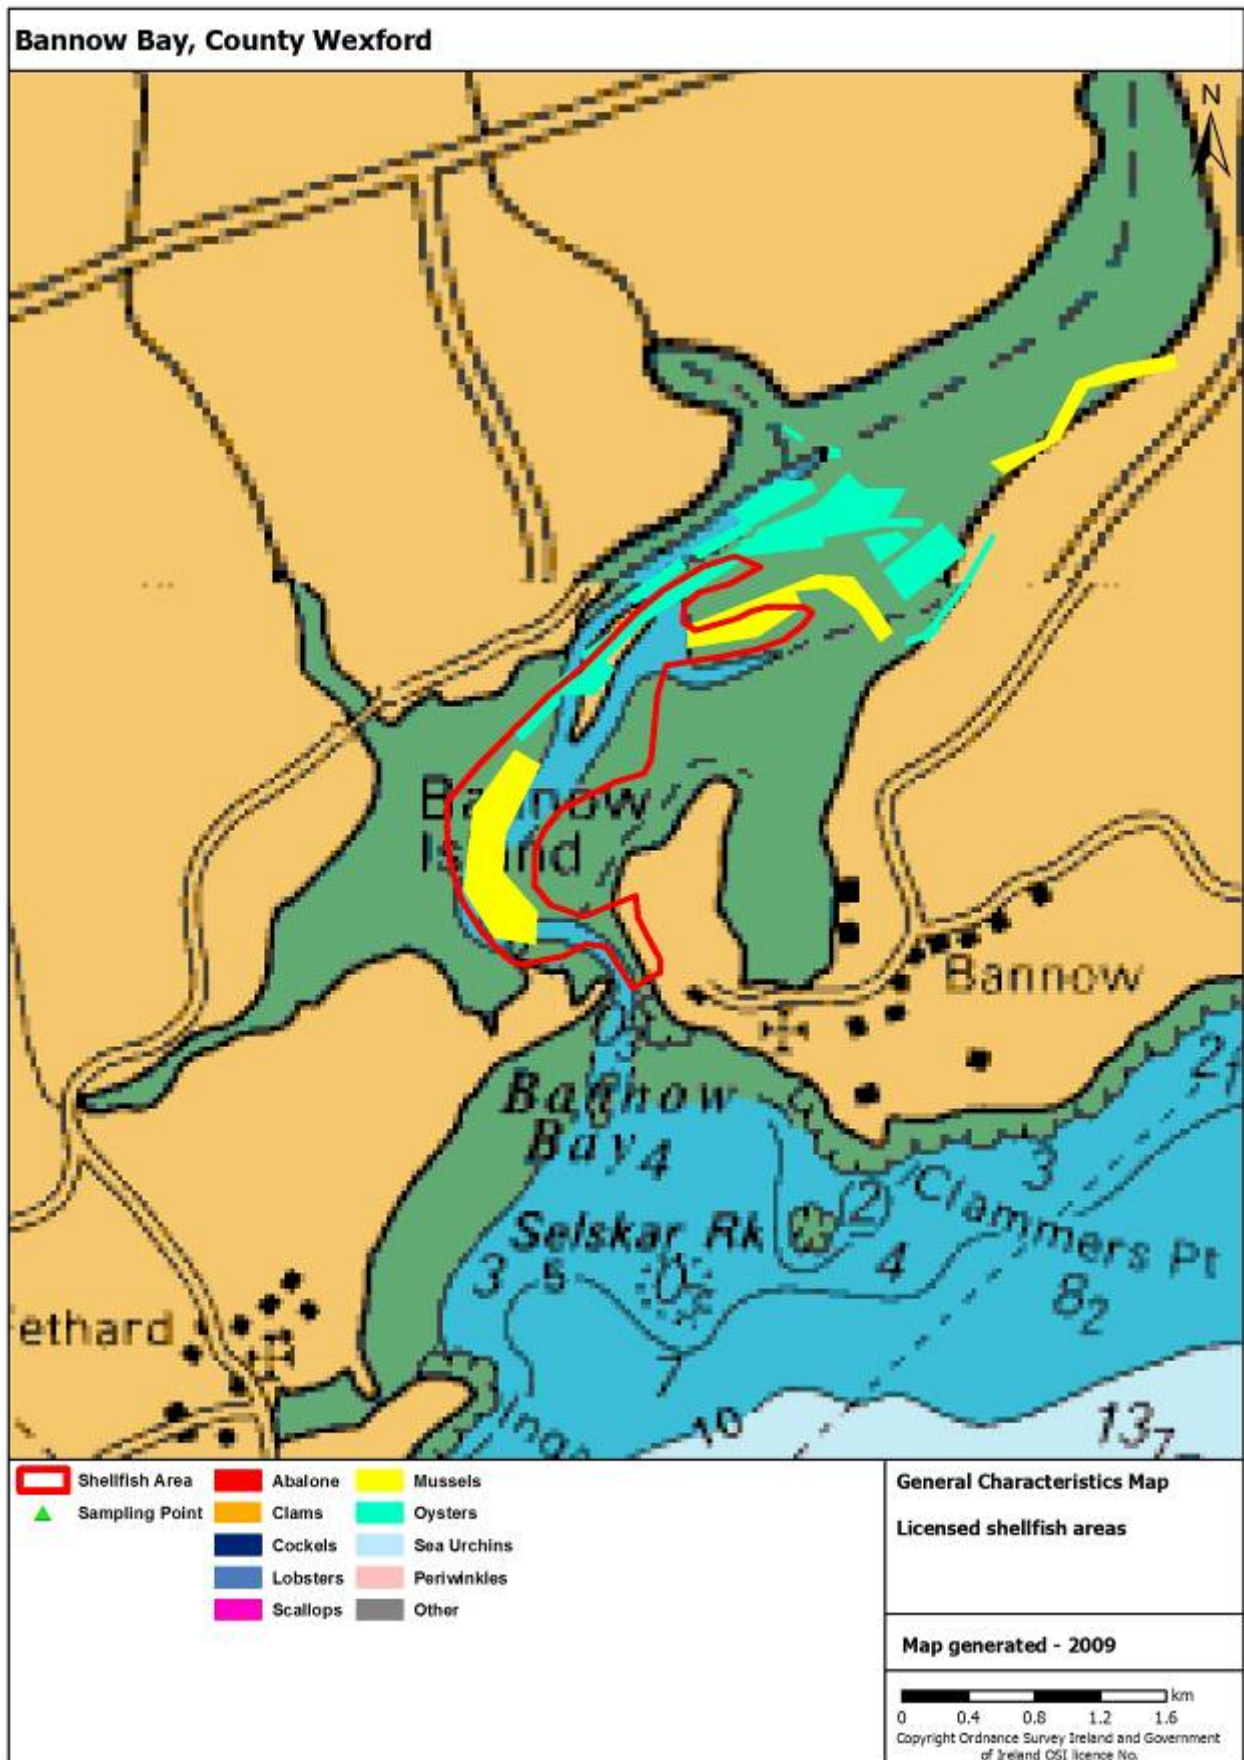 Bannow Bay, County Wexford
N
Bannow
Island
Bannow
Bannow
Bay
4
2
1
3
Clammers Pt
(2)
Selskar Rk
3
5
4
8
2
ethard
7
10
13
7
Shellfish Area
Sampling Point
Abalone
Clams
Cockels
Lobsters
Scallops
Mussels
Oysters
Sea Urchins
Periwinkles
Other
General Characteristics Map
Licensed shellfish areas
Map generated - 2009
km
0 0.4 0.8 1.2 1.6
Copyright Ordnance Survey Ireland and Government
of Ireland OSI licence No.